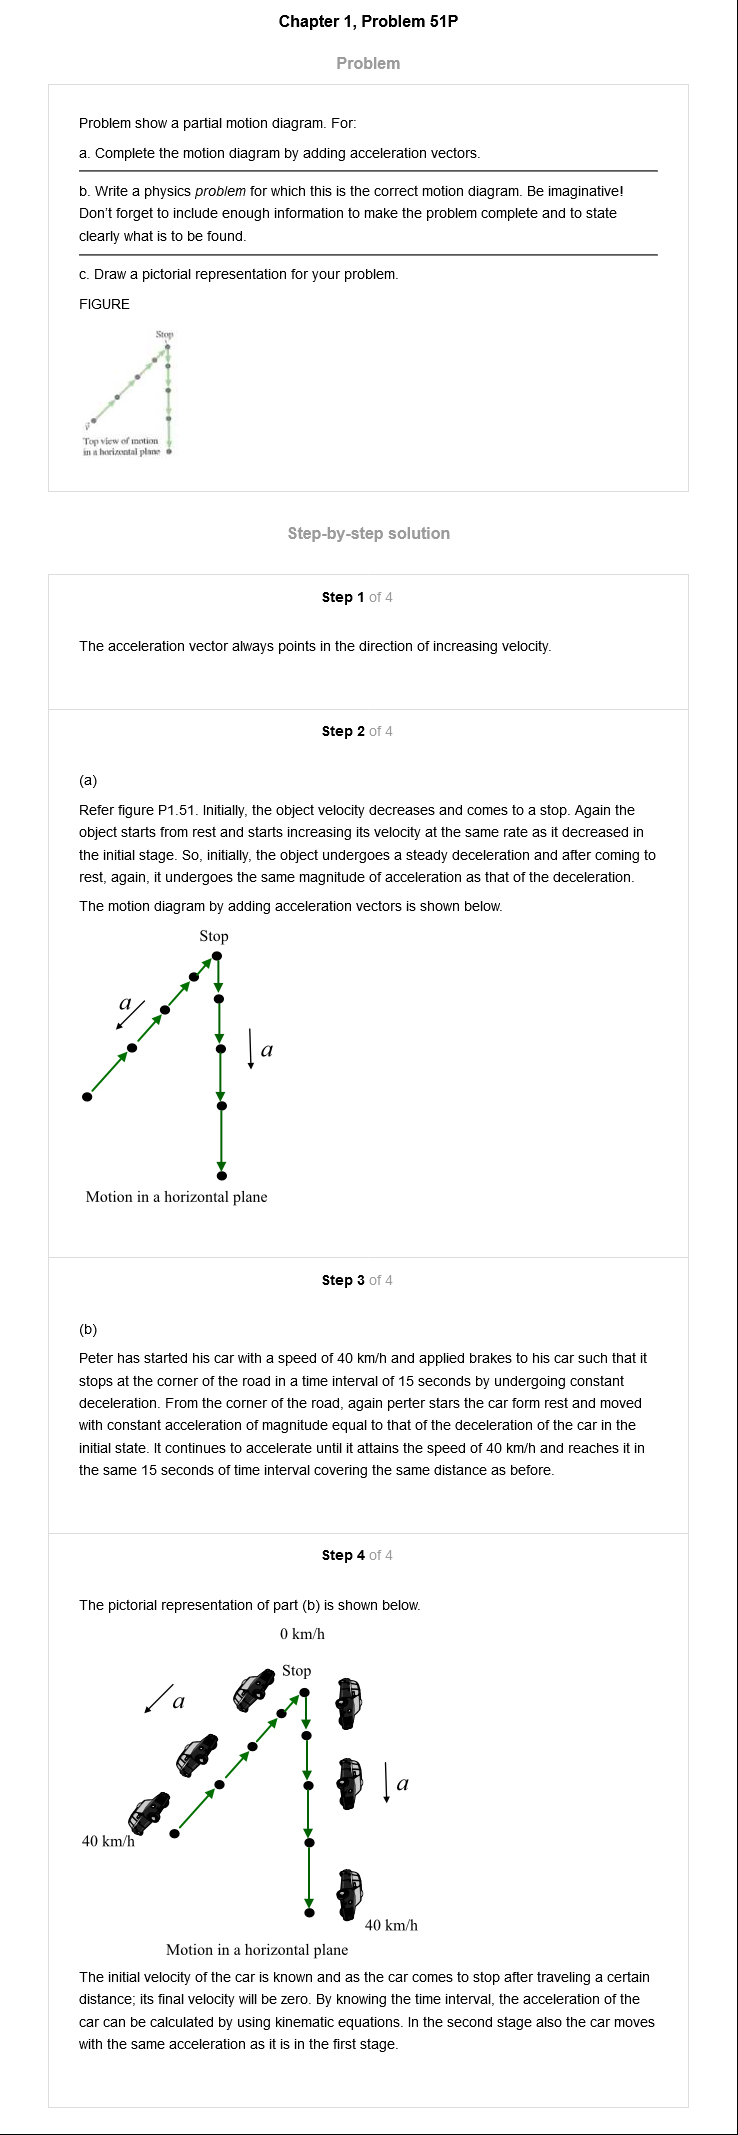 Chapter 1, Problem 51P
Problem
Problem show a partial motion diagram. For:
a. Complete the motion diagram by adding acceleration vectors.
b. Write a physics problem for which this is the correct motion diagram. Be imaginative!
Don't forget to include enough information to make the problem complete and to state
clearly what is to be found.
c. Draw a pictorial representation for your problem.
FIGURE
Stop
v
Top view of motion
in a horizontal plane
Step-by-step solution
Step 1 of 4
The acceleration vector always points in the direction of increasing velocity.
Step 2 of 4
(a)
Refer figure P1.51. Initially, the object velocity decreases and comes to a stop. Again the
object starts from rest and starts increasing its velocity at the same rate as it decreased in
the initial stage. So, initially, the object undergoes a steady deceleration and after coming to
rest, again, it undergoes the same magnitude of acceleration as that of the deceleration.
The motion diagram by adding acceleration vectors is shown below.
Stop
a
a
Motion in a horizontal plane
Step 3 of 4
(b)
Peter has started his car with a speed of 40 km/h and applied brakes to his car such that it
stops at the corner of the road in a time interval of 15 seconds by undergoing constant
deceleration. From the corner of the road, again perter stars the car form rest and moved
with constant acceleration of magnitude equal to that of the deceleration of the car in the
initial state. It continues to accelerate until it attains the speed of 40 km/h and reaches it in
the same 15 seconds of time interval covering the same distance as before.
Step 4 of 4
The pictorial representation of part (b) is shown below.
0 km/h
Stop
a
a
40 km/h
40 km/h
Motion in a horizontal plane
The initial velocity of the car is known and as the car comes to stop after traveling a certain
distance; its final velocity will be zero. By knowing the time interval, the acceleration of the
car can be calculated by using kinematic equations. In the second stage also the car moves
with the same acceleration as it is in the first stage.